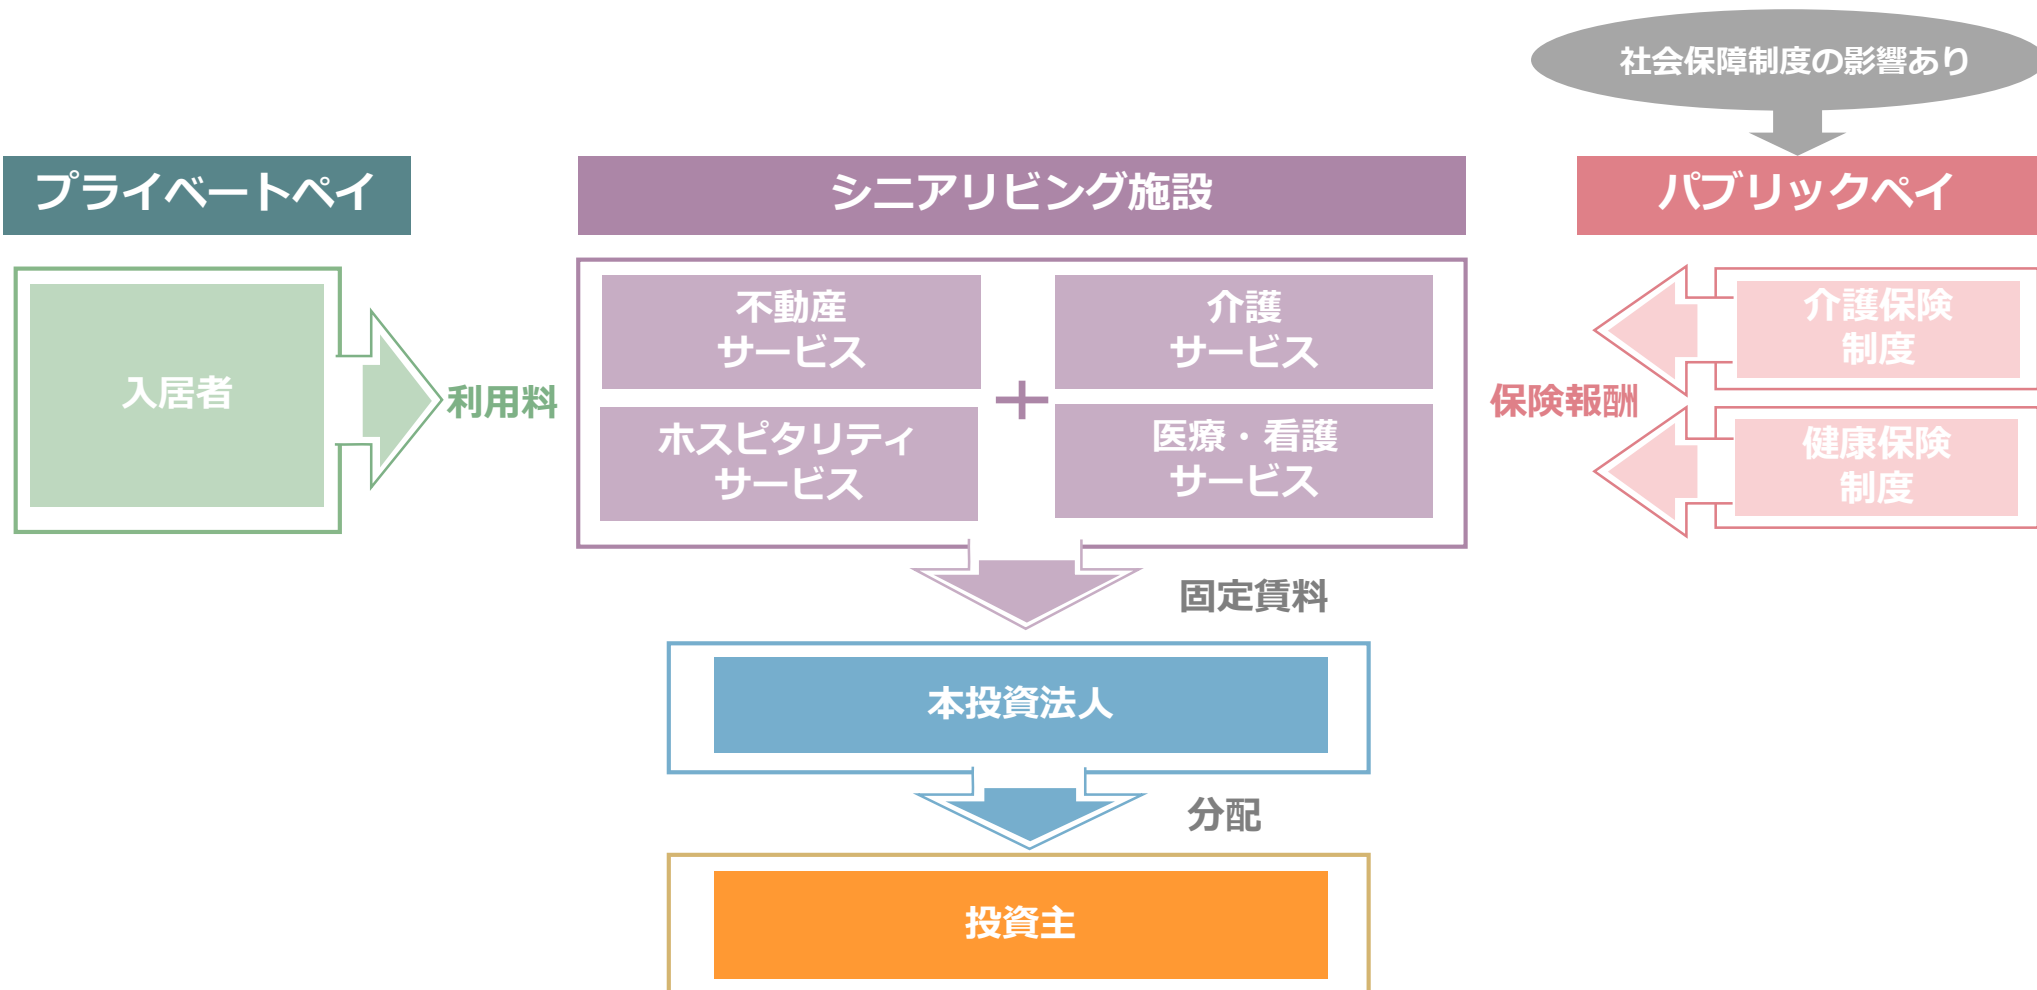 社会保障制度の影響あり
プライベートペイ
シニアリビング施設
パブリックペイ
入居者
利用料
不動産
サービス
介護
サービス
ホスピタリティ
サービス
医療・看護
サービス
保険報酬
介護保険
制度
健康保険
制度
固定賃料
本投資法人
分配
投資主